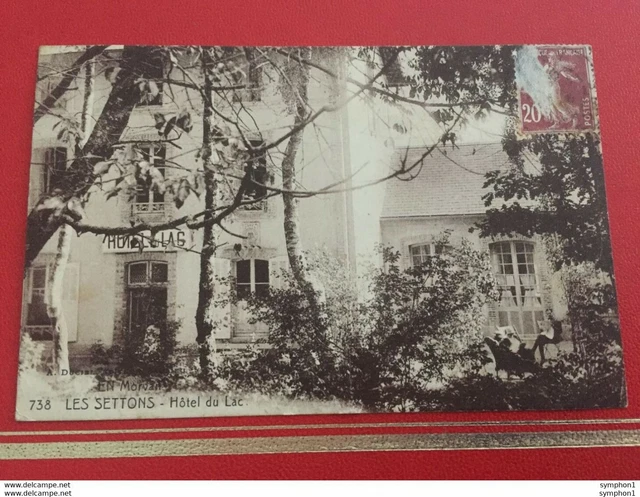 20c
POSTES
HOTEL du LAC
EN Morvan
738 LES SETTONS - Hôtel du Lac.
www.delcampe.net
symphon1
www.delcampe.net
symphon1